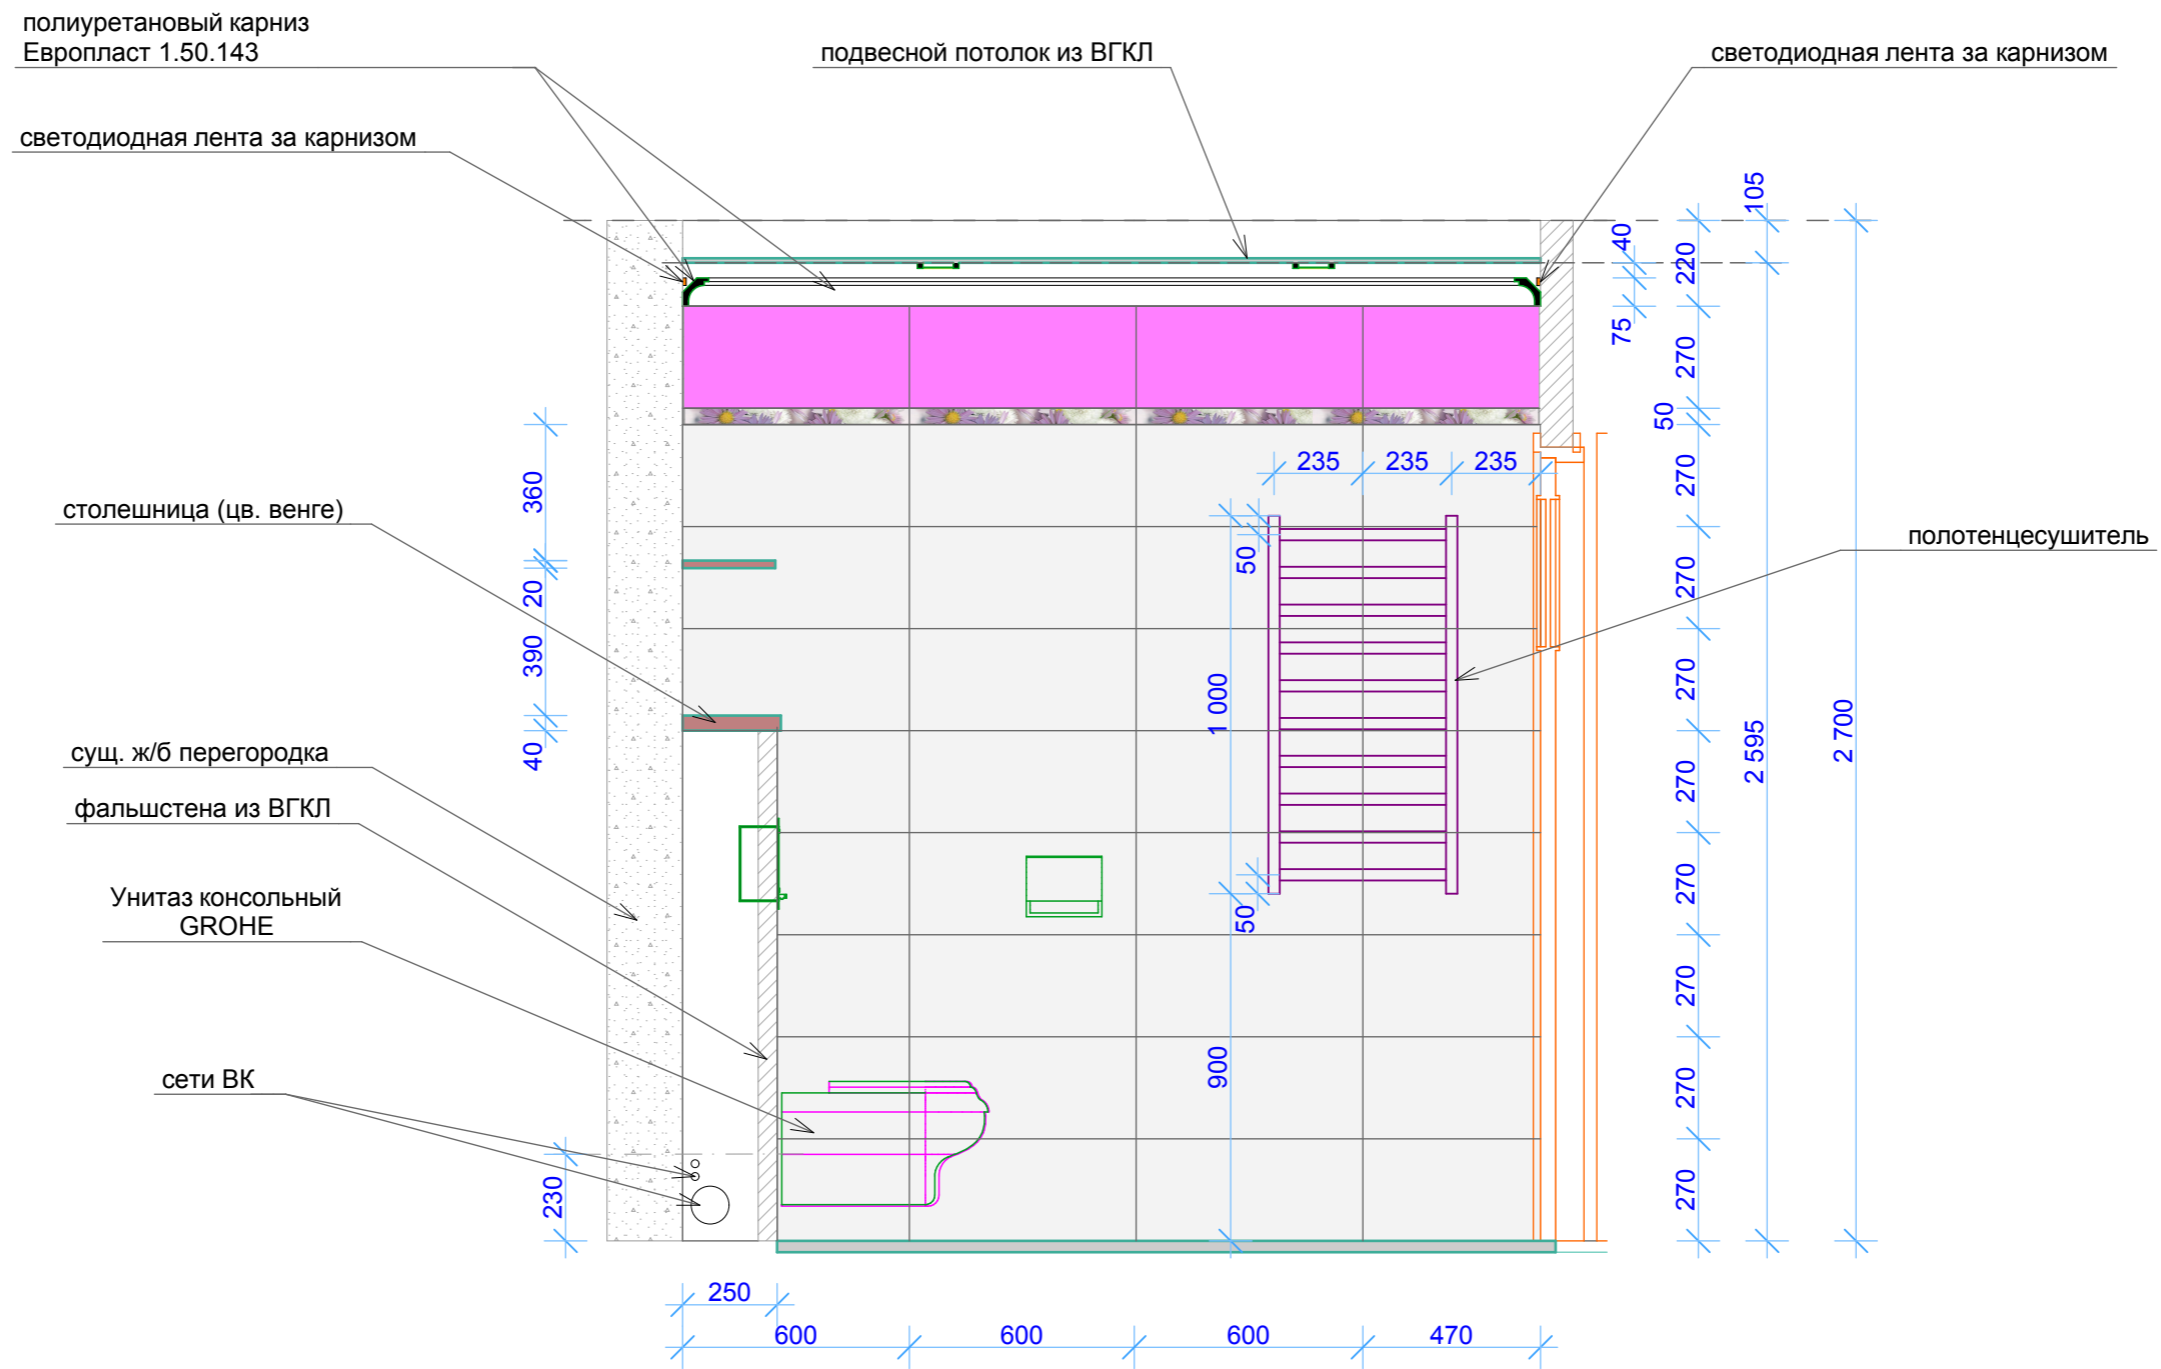 полиуретановый карниз
Европласт 1.50.143
подвесной потолок из ВГКЛ
светодиодная лента за карнизом
светодиодная лента за карнизом
105
40
220
75
270
50
360
235
235
235
270
столешница (цв. венге)
полотенцесушитель
50
20
270
390
270
1 000
40
2 595
2 700
сущ. ж/б перегородка
270
фальшстена из ВГКЛ
Унитаз консольный
GROHE
50
270
270
сети ВК
900
270
230
270
250
600
600
600
470